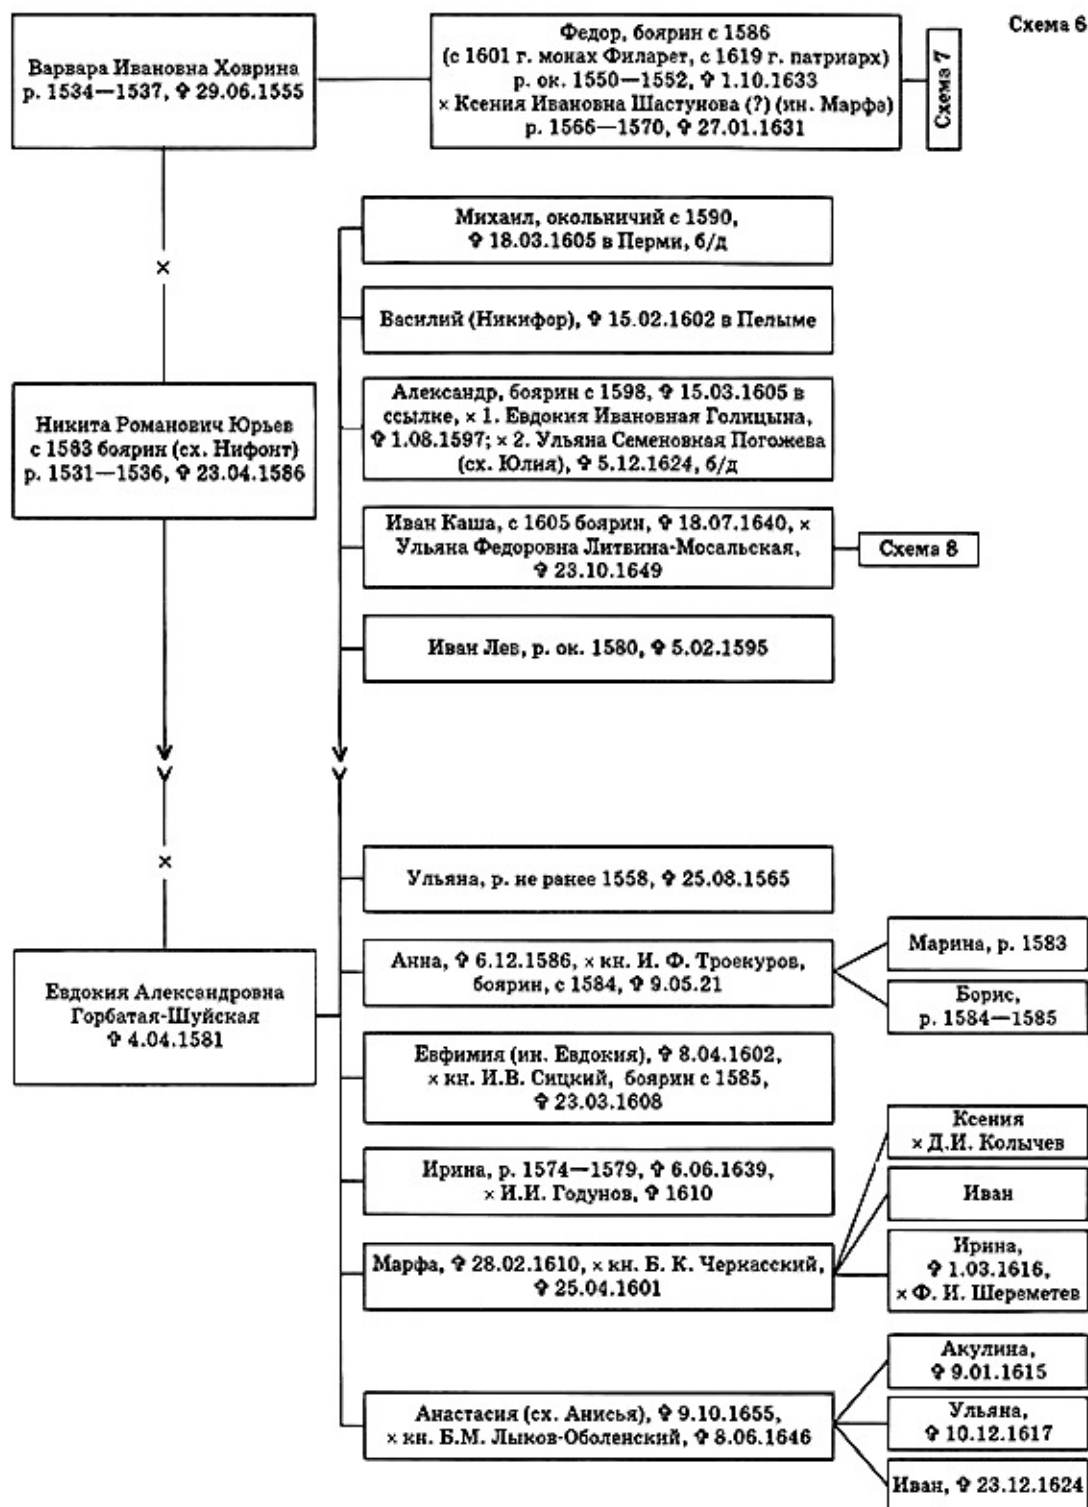 Схема 6
Варвара Ивановна Ховрина
р. 1534—1537, ✞ 29.06.1555
Федор, боярин с 1586
(с 1601 г. монах Филарет, с 1619 г. патриарх)
р. ок. 1550—1552, ✞ 1.10.1633
× Ксения Ивановна Шастунова (?) (ин. Марфа)
р. 1566—1570, ✞ 27.01.1631
Схема 7
×
Михаил, окольничий с 1590,
✞ 18.03.1605 в Перми, б/д
Василий (Никифор), ✞ 15.02.1602 в Пелыме
Никита Романович Юрьев
с 1583 боярин (сх. Нифонт)
р. 1531—1536, ✞ 23.04.1586
Александр, боярин с 1598, ✞ 15.03.1605 в
ссылке, × 1. Евдокия Ивановная Голицына,
✞ 1.08.1597; × 2. Ульяна Семеновная Погожева
(сх. Юлия), ✞ 5.12.1624, б/д
Иван Каша, с 1605 боярин, ✞ 18.07.1640, ×
Ульяна Федоровна Литвина-Мосальская,
✞ 23.10.1649
Схема 8
Иван Лев, р. ок. 1580, ✞ 5.02.1595
×
Евдокия Александровна
Горбатая-Шуйская
✞ 4.04.1581
Ульяна, р. не ранее 1558, ✞ 25.08.1565
Анна, ✞ 6.12.1586, × кн. И. Ф. Троекуров,
боярин, с 1584, ✞ 9.05.21
Марина, р. 1583
Борис,
р. 1584—1585
Евфимия (ин. Евдокия), ✞ 8.04.1602,
× кн. И.В. Сицкий, боярин с 1585,
✞ 23.03.1608
Ирина, р. 1574—1579, ✞ 6.06.1639,
× И.И. Годунов, ✞ 1610
Марфа, ✞ 28.02.1610, × кн. Б. К. Черкасский,
✞ 25.04.1601
Ксения
× Д.И. Колычев
Иван
Ирина,
✞ 1.03.1616,
× Ф. И. Шереметев
Анастасия (сх. Анисья), ✞ 9.10.1655,
× кн. Б.М. Лыков-Оболенский, ✞ 8.06.1646
Акулина,
✞ 9.01.1615
Ульяна,
✞ 10.12.1617
Иван, ✞ 23.12.1624